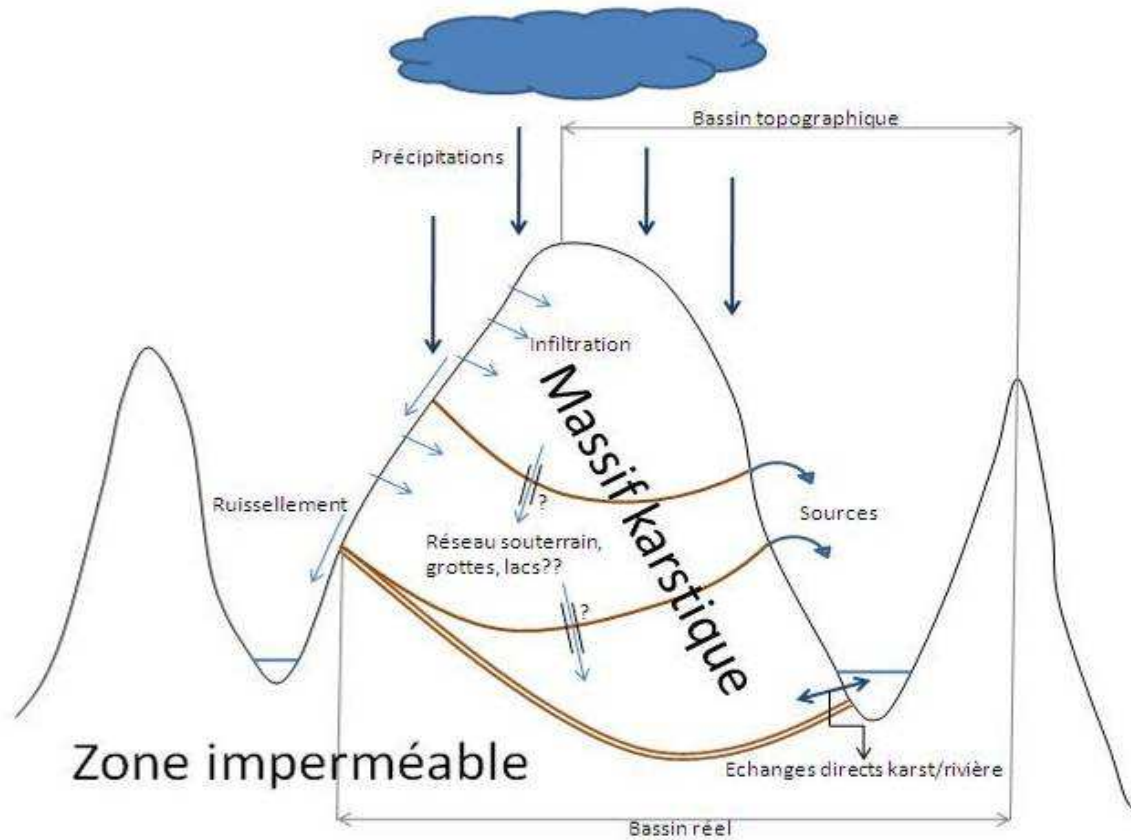 Bassin topographique
Précipitations
Infiltration
Massif karstique
?
Ruissellement
Sources
Réseau souterrain,
grottes, lacs??
?
Zone imperméable
Echanges directs karst/rivière
Bassin réel